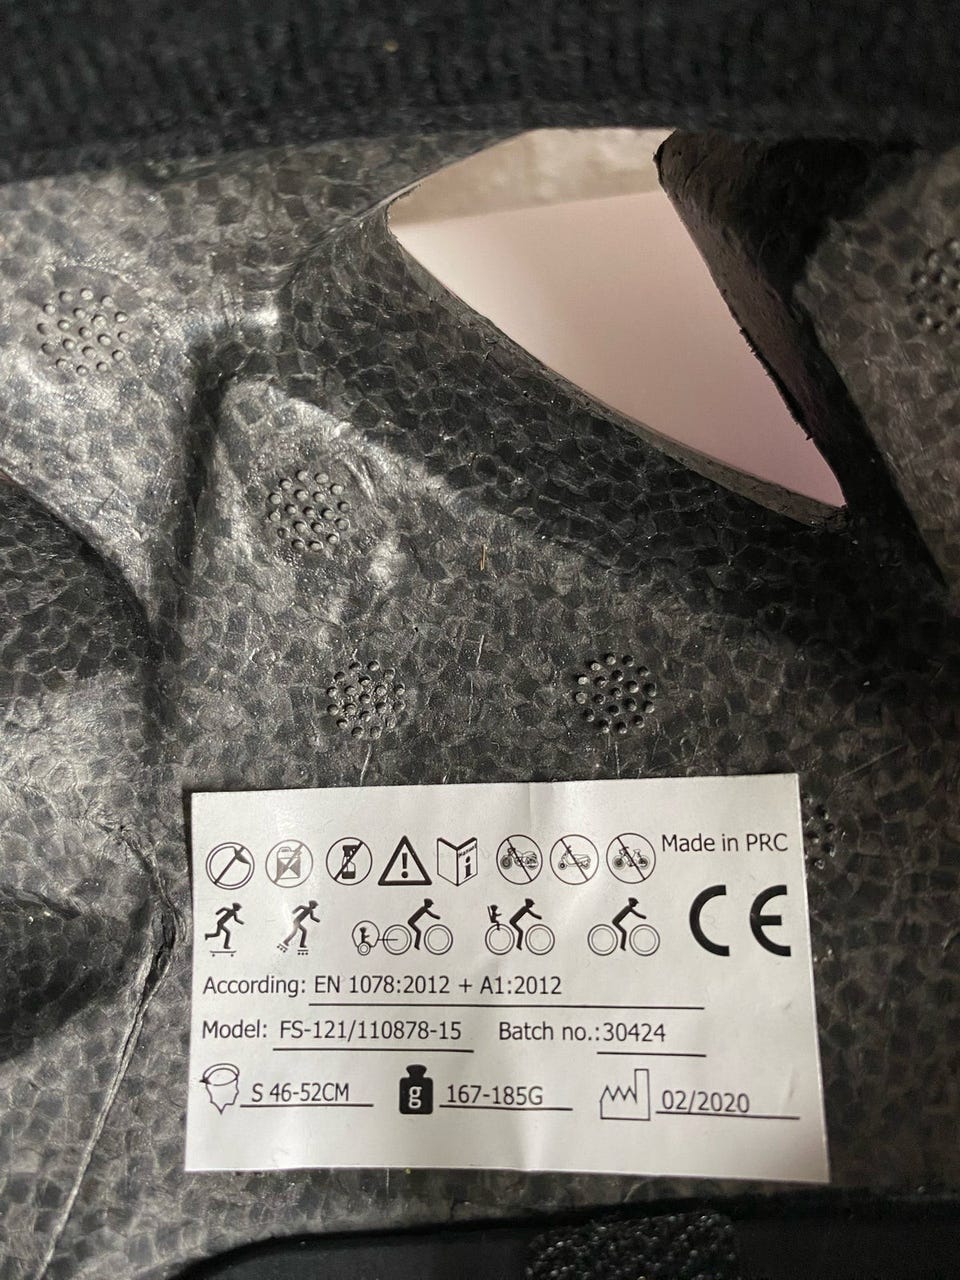 Made in PRC
CE
According: EN 1078:2012 + A1:2012
Model: FS-121/110878-15 Batch no.:30424
S 46-52CM g 167-185G 02/2020